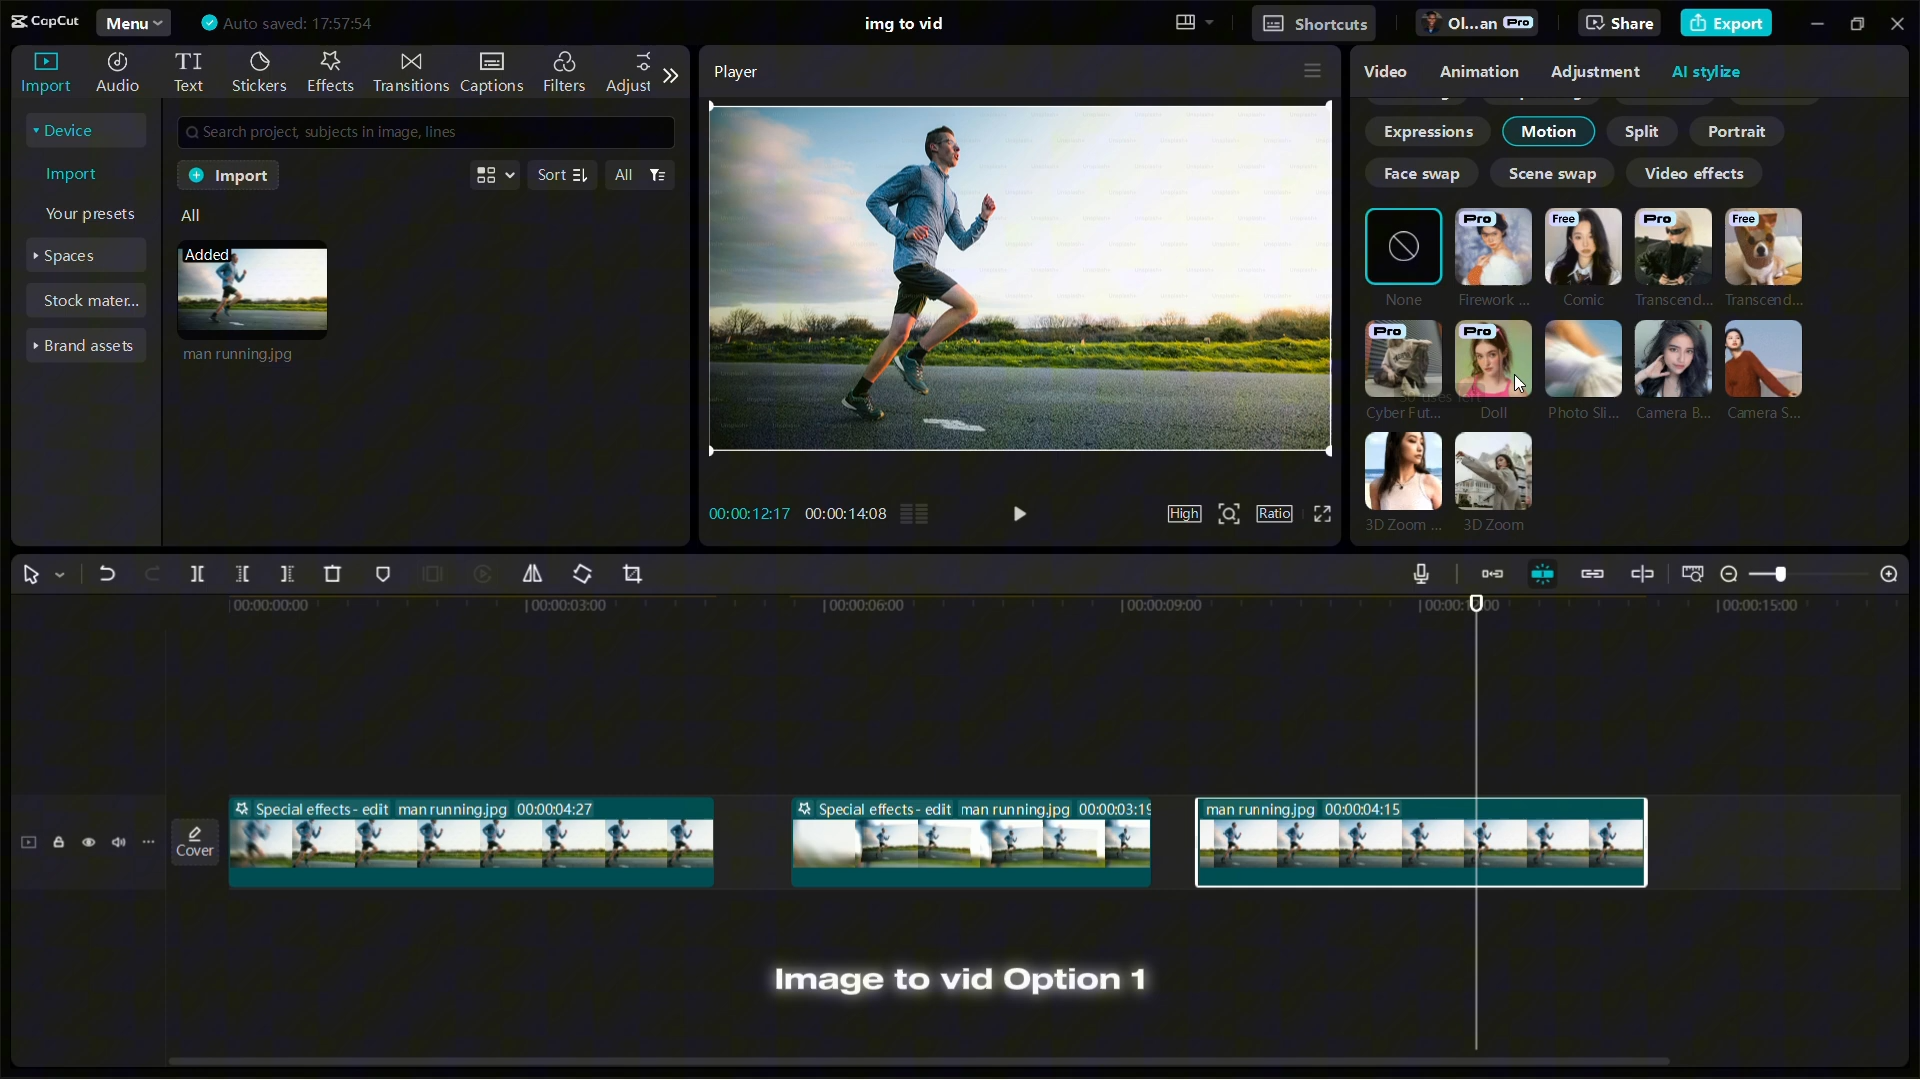 CapCut
Menu
Auto saved: 17:57:54
img to vid
Shortcuts
Ol...an Pro
Share
Export
Import
Audio
Text
Stickers
Effects
Transitions
Captions
Filters
Adjust
Player
Video
Animation
Adjustment
AI stylize
Device
Import
Your presets
Spaces
Stock mater...
Brand assets
Search project, subjects in image, lines
Import
Sort
All
All
Added
man running.jpg
00:00:12:17
00:00:14:08
High
Ratio
Expressions
Motion
Split
Portrait
Face swap
Scene swap
Video effects
Pro
Free
Pro
Free
None
Firework ...
Comic
Transcend...
Transcend...
Pro
Pro
Cyber Fut...
Doll
Photo Sli...
Camera B...
Camera S...
3D Zoom ...
3D Zoom
00:00:00:00
00:00:03:00
00:00:06:00
00:00:09:00
00:00:15:00
Cover
Special effects - edit man running.jpg 00:00:04:27
Special effects - edit man running.jpg 00:00:03:19
man running.jpg 00:00:04:15
Image to vid Option 1